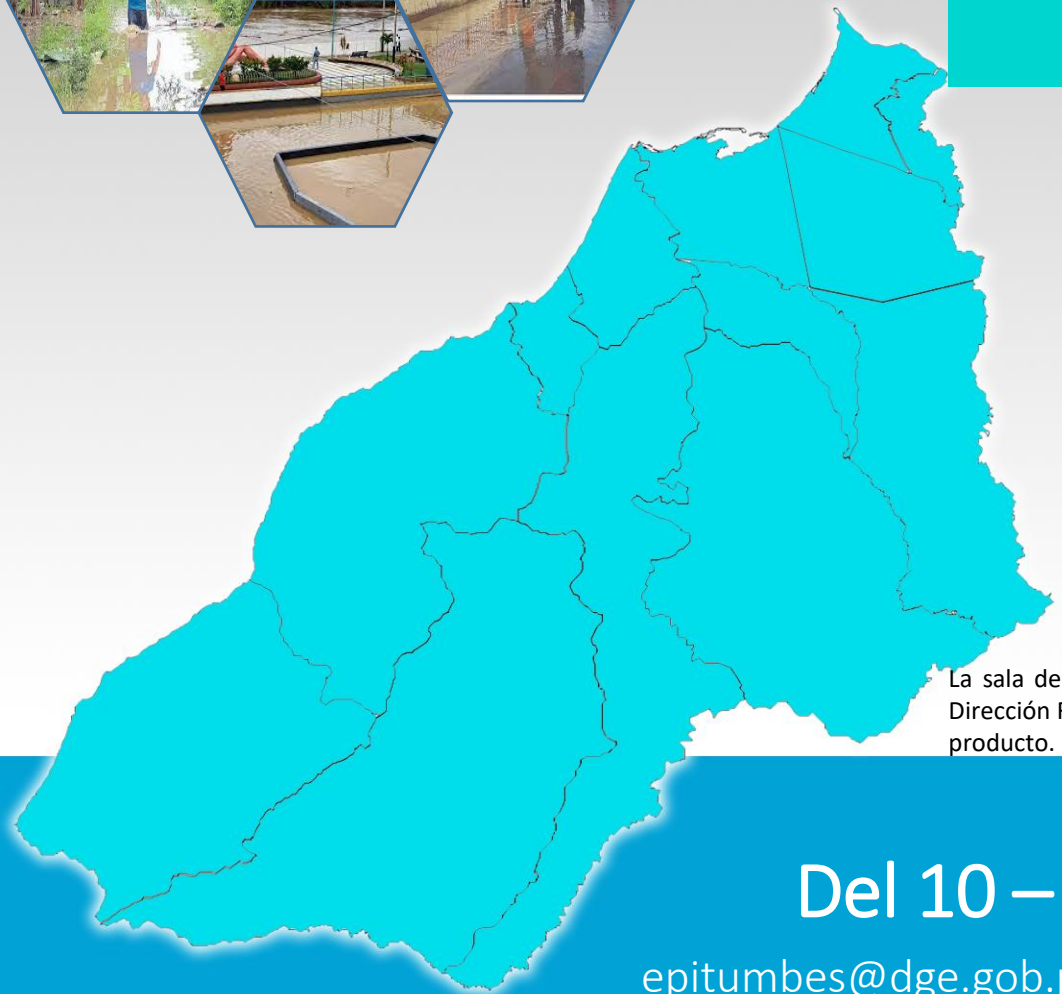 La sala de
Dirección
producto.
Del 10 –
epitumbes@dge.gob.